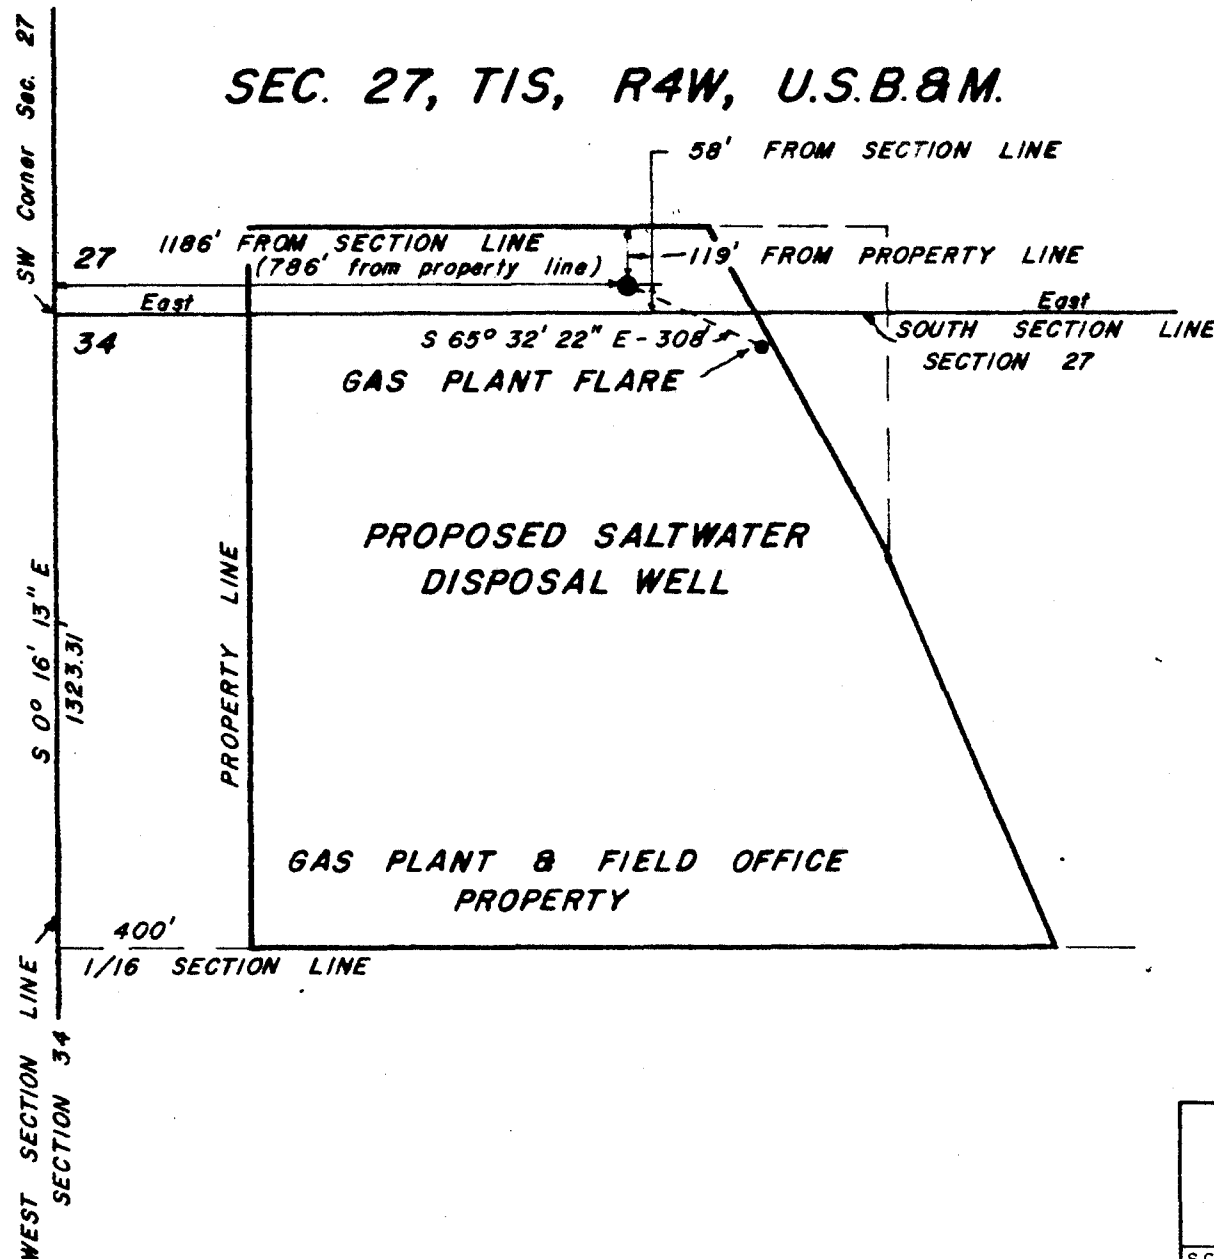 SEC. 27, T1S, R4W, U.S.B.&M.
SW Corner Sec. 27
58' FROM SECTION LINE
27
1186' FROM SECTION LINE
(786' from property line)
119' FROM PROPERTY LINE
East
East
34
S 65° 32' 22" E - 308'
SOUTH SECTION LINE
SECTION 27
GAS PLANT FLARE
PROPOSED SALTWATER
DISPOSAL WELL
S 0° 16' 13" E
1323.31'
PROPERTY LINE
GAS PLANT & FIELD OFFICE
PROPERTY
400'
1/16 SECTION LINE
WEST SECTION LINE
SECTION 34